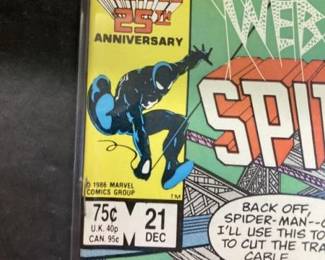 25TH
ANNIVERSARY
WEB
SPI
© 1986 MARVEL
COMICS GROUP
TM
75¢
U.K. 40p
CAN. 95¢
21
DEC
BACK OFF,
SPIDER-MAN--
I'LL USE THIS TO
TO CUT THE TRA
CABLE